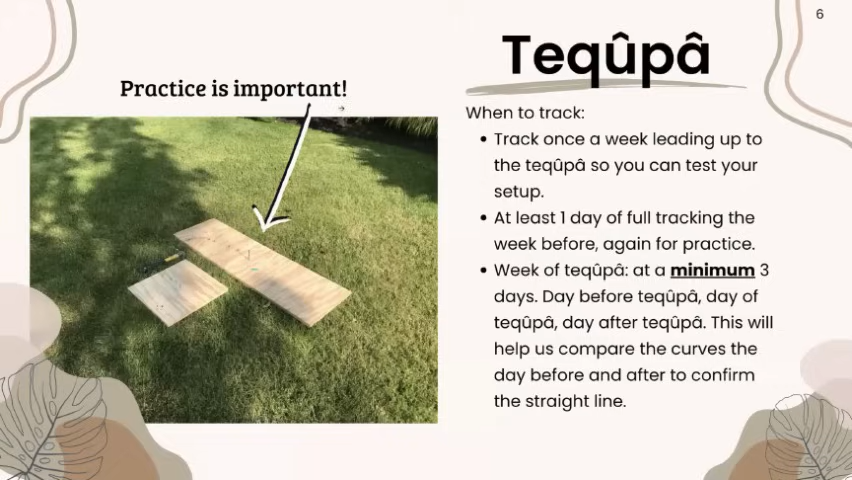 6
Teqûpâ
Practice is important!
When to track:
• Track once a week leading up to
the teqûpâ so you can test your
setup.
• At least 1 day of full tracking the
week before, again for practice.
• Week of teqûpâ: at a minimum 3
days. Day before teqûpâ, day of
teqûpâ, day after teqûpâ. This will
help us compare the curves the
day before and after to confirm
the straight line.